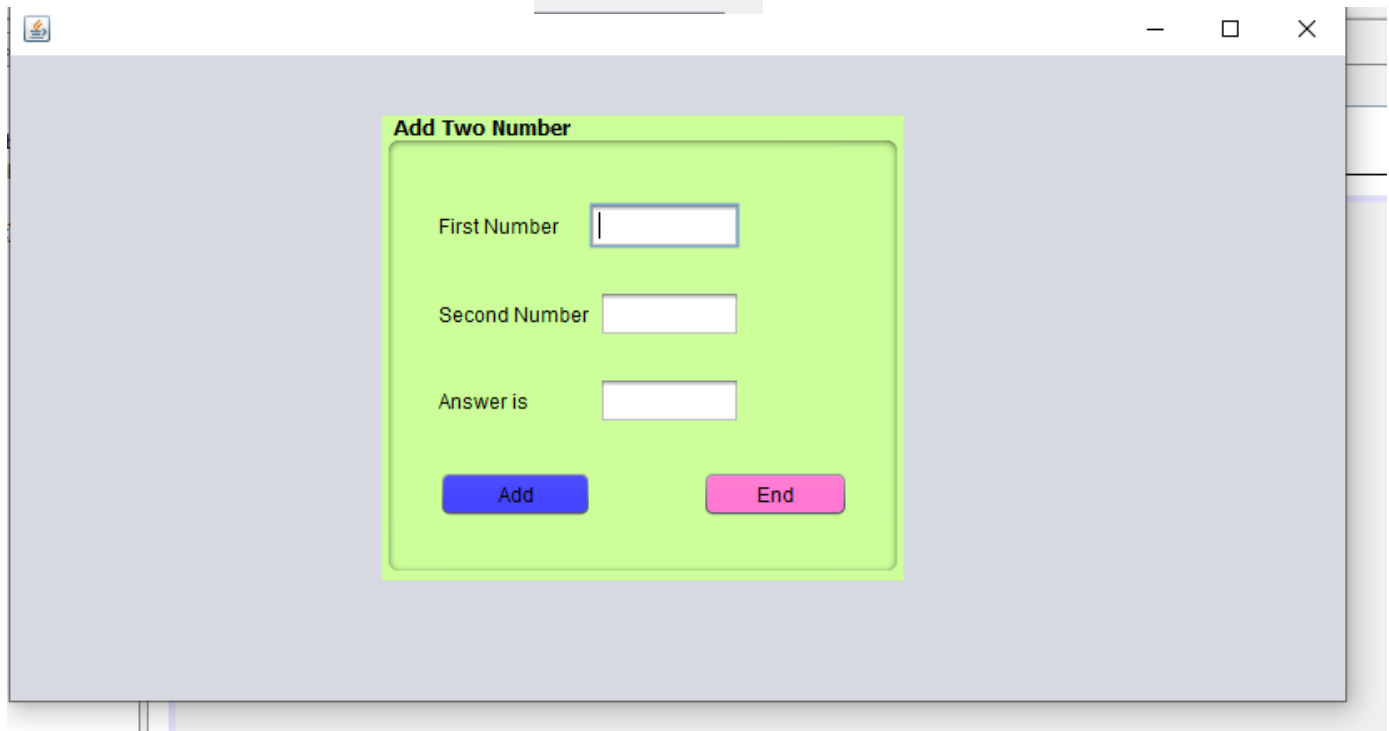 Add Two Number
First Number
Second Number
Answer is
Add End